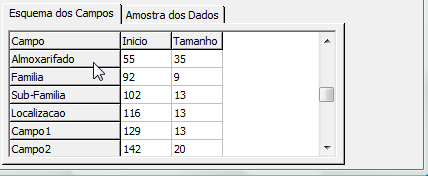 Esquema dos Campos Amostra dos Dados
Campo Inicio Tamanho
Almoxarifado 55 35
Familia 92 9
Sub-Familia 102 13
Localizacao 116 13
Campo1 129 13
Campo2 142 20